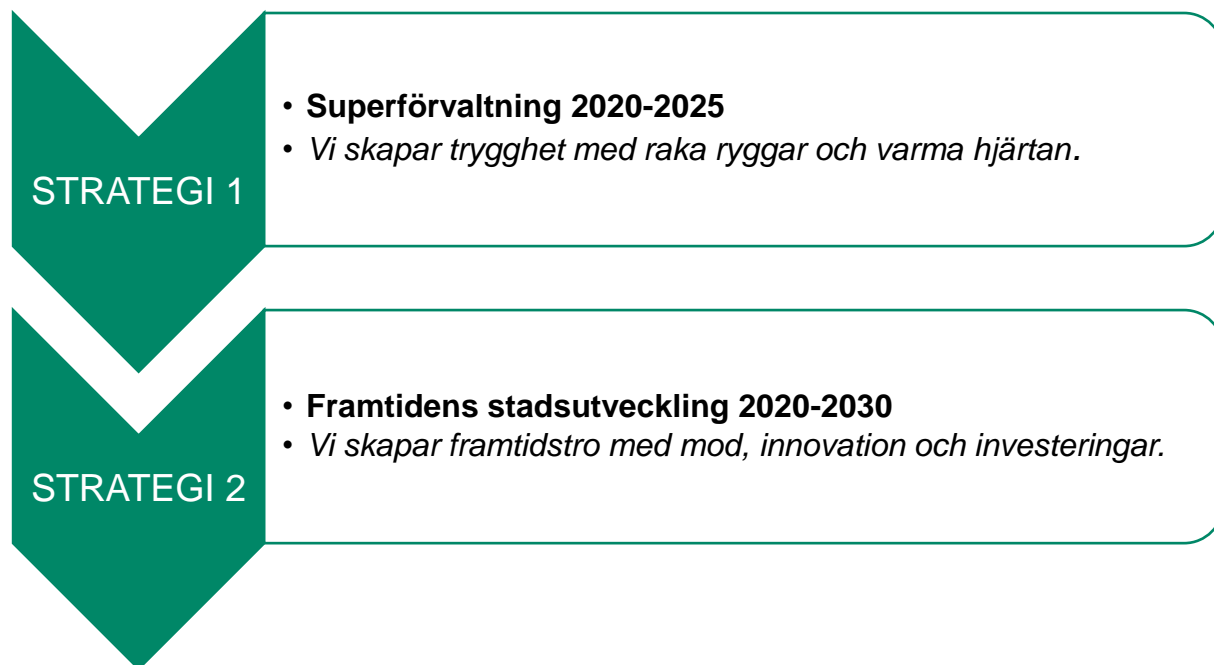 STRATEGI 1
• Superförvaltning 2020-2025
• Vi skapar trygghet med raka ryggar och varma hjärtan.
STRATEGI 2
• Framtidens stadsutveckling 2020-2030
• Vi skapar framtidstro med mod, innovation och investeringar.